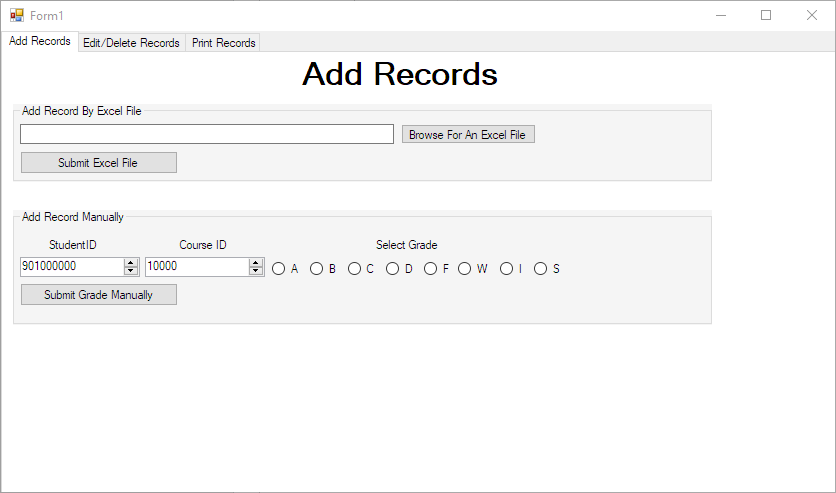 Form1
Add Records Edit/Delete Records Print Records
Add Records
Add Record By Excel File
Browse For An Excel File
Submit Excel File
Add Record Manually
StudentID Course ID Select Grade
901000000 10000 A B C D F W I S
Submit Grade Manually